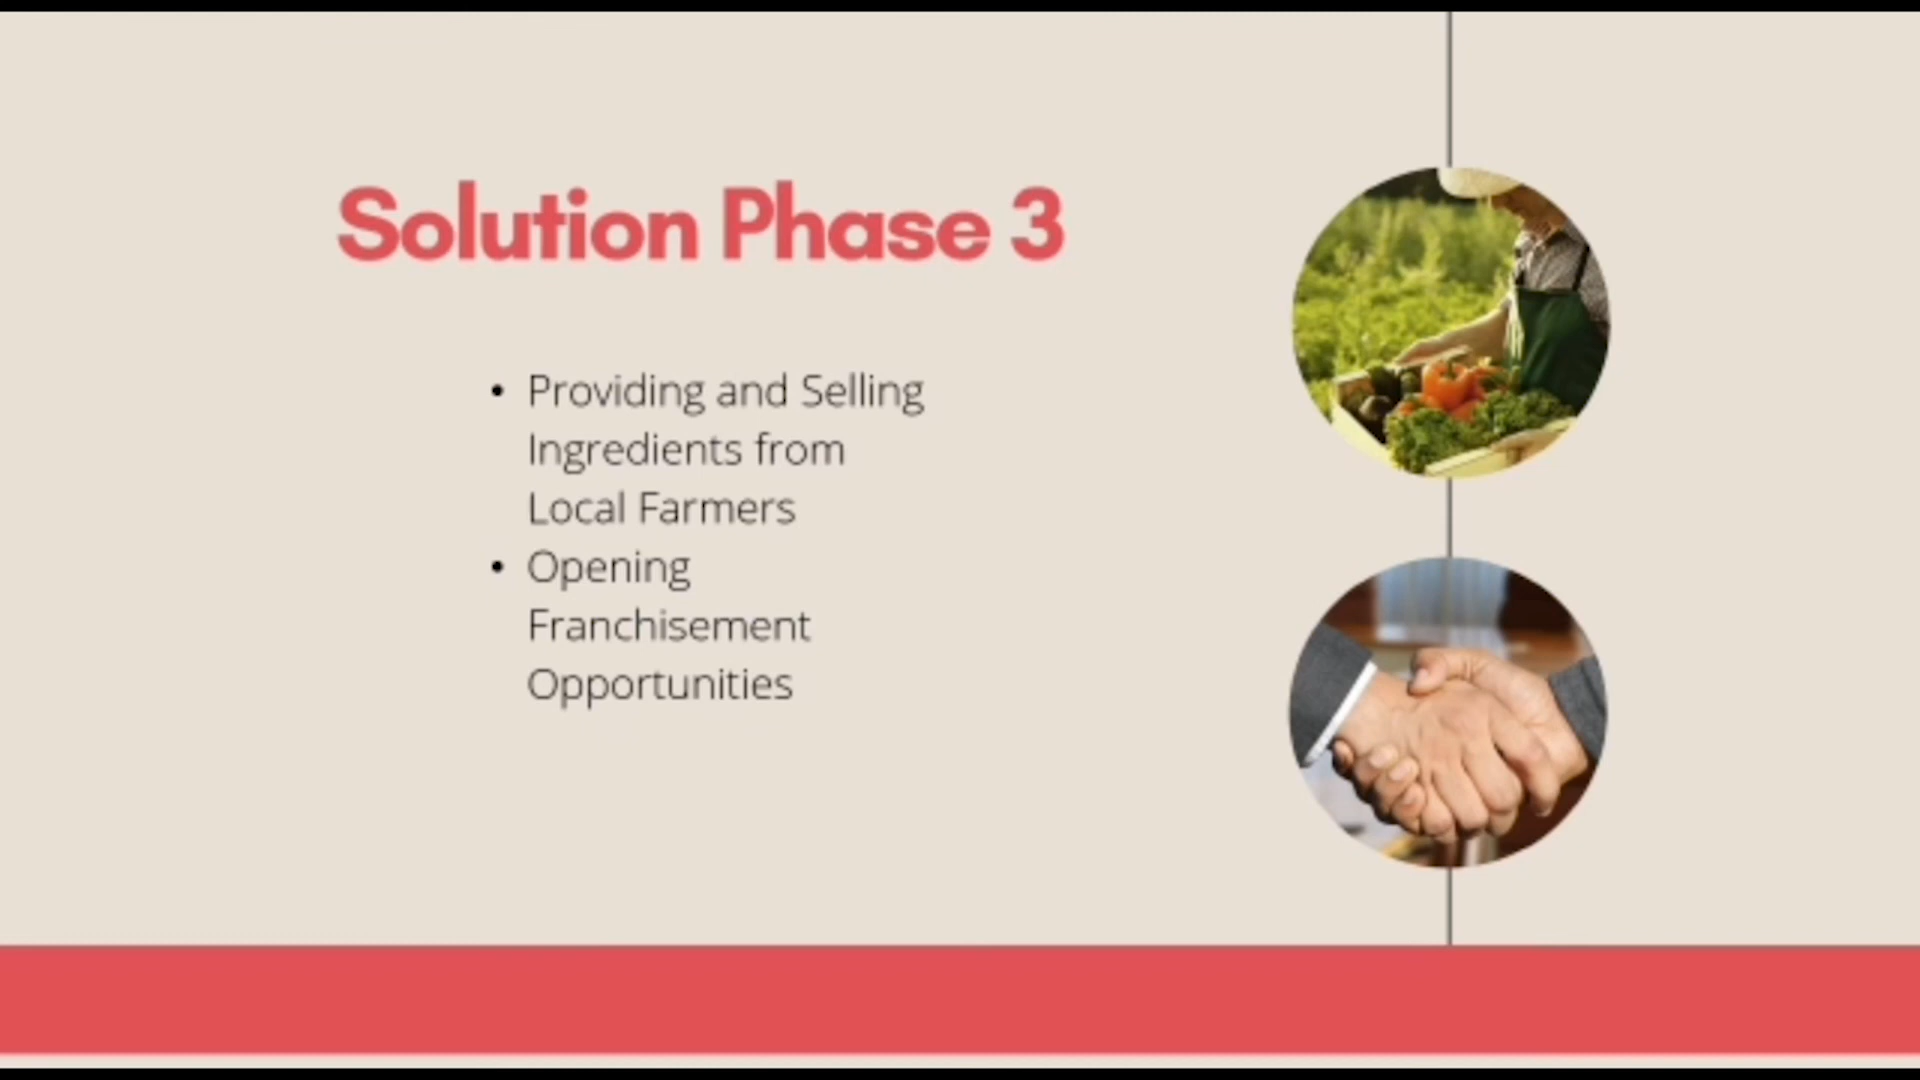 Solution Phase 3
• Providing and Selling
Ingredients from
Local Farmers
• Opening
Franchisement
Opportunities